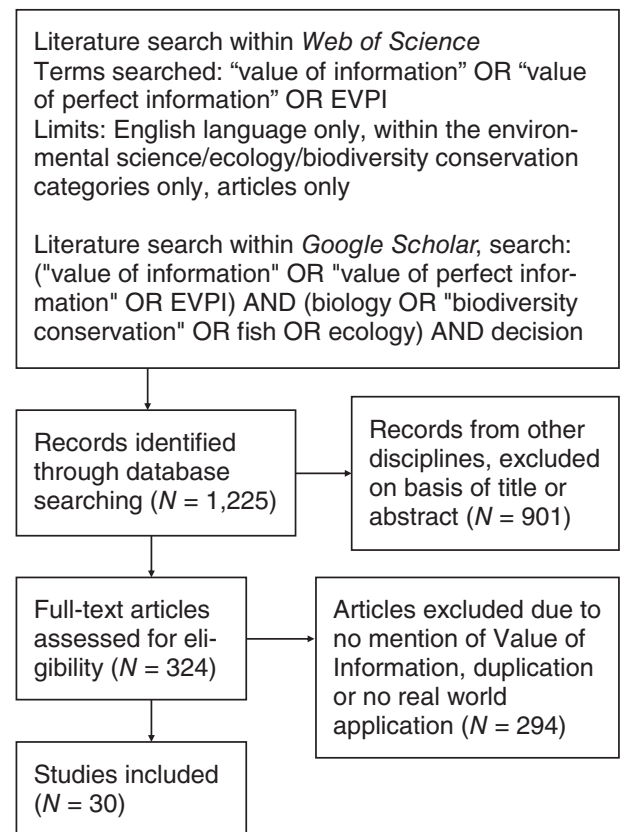 Literature search within Web of Science
Terms searched: “value of information” OR “value
of perfect information” OR EVPI
Limits: English language only, within the environ-
mental science/ecology/biodiversity conservation
categories only, articles only
Literature search within Google Scholar, search:
("value of information" OR "value of perfect infor-
mation" OR EVPI) AND (biology OR "biodiversity
conservation" OR fish OR ecology) AND decision
Records identified
through database
searching (N = 1,225)
Records from other
disciplines, excluded
on basis of title or
abstract (N = 901)
Full-text articles
assessed for eli-
gibility (N = 324)
Articles excluded due to
no mention of Value of
Information, duplication
or no real world
application (N = 294)
Studies included
(N = 30)